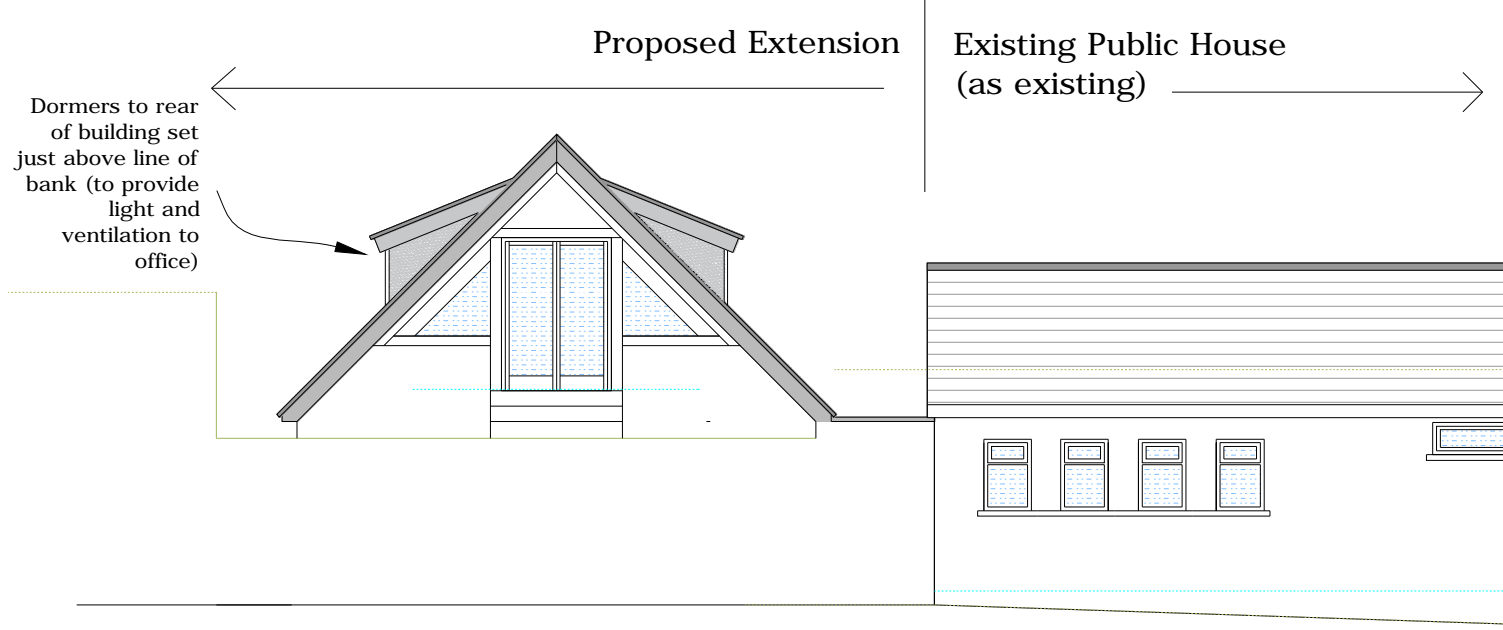 Proposed Extension
Existing Public House
(as existing)
Dormers to rear
of building set
just above line of
bank (to provide
light and
ventilation to
office)